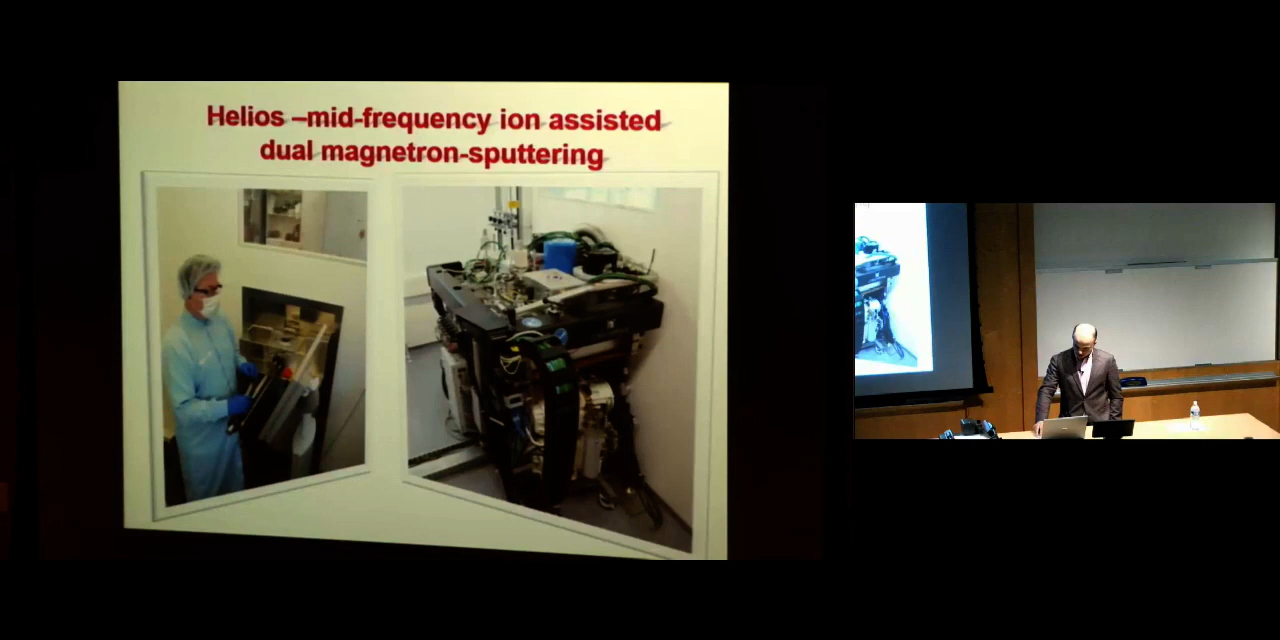 Helios –mid-frequency ion assisted
dual magnetron-sputtering